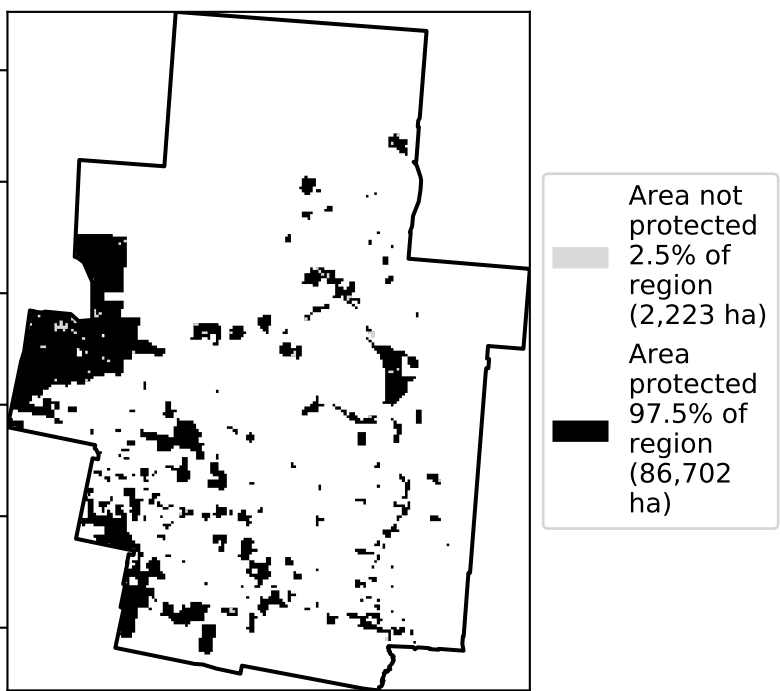 Area not
protected
2.5% of
region
(2,223 ha)
Area
protected
97.5% of
region
(86,702
ha)